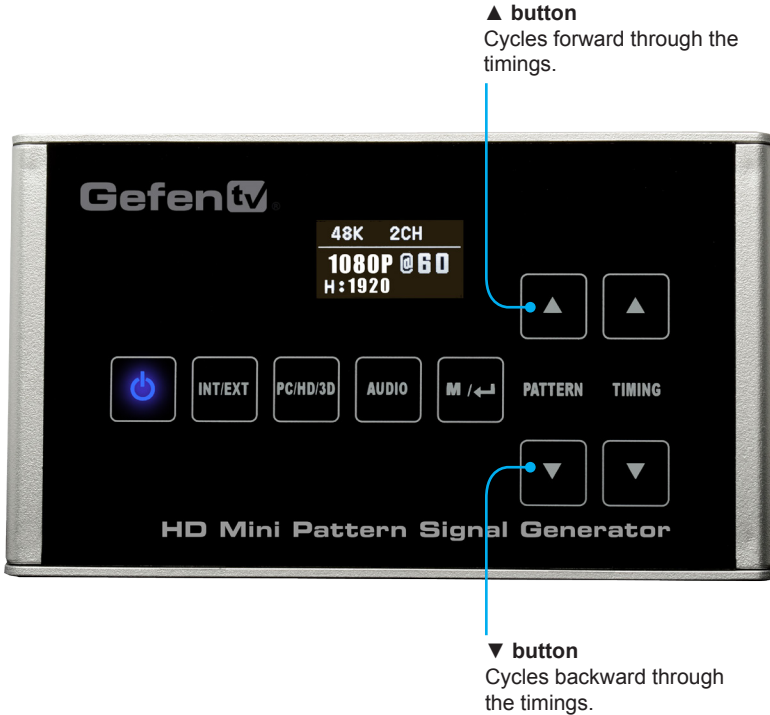 ▲ button
Cycles forward through the
timings.
Gefentv®
48K 2CH
1080P @60
H:1920
INT/EXT
PC/HD/3D
AUDIO
M /↵
PATTERN
TIMING
HD Mini Pattern Signal Generator
▼ button
Cycles backward through
the timings.